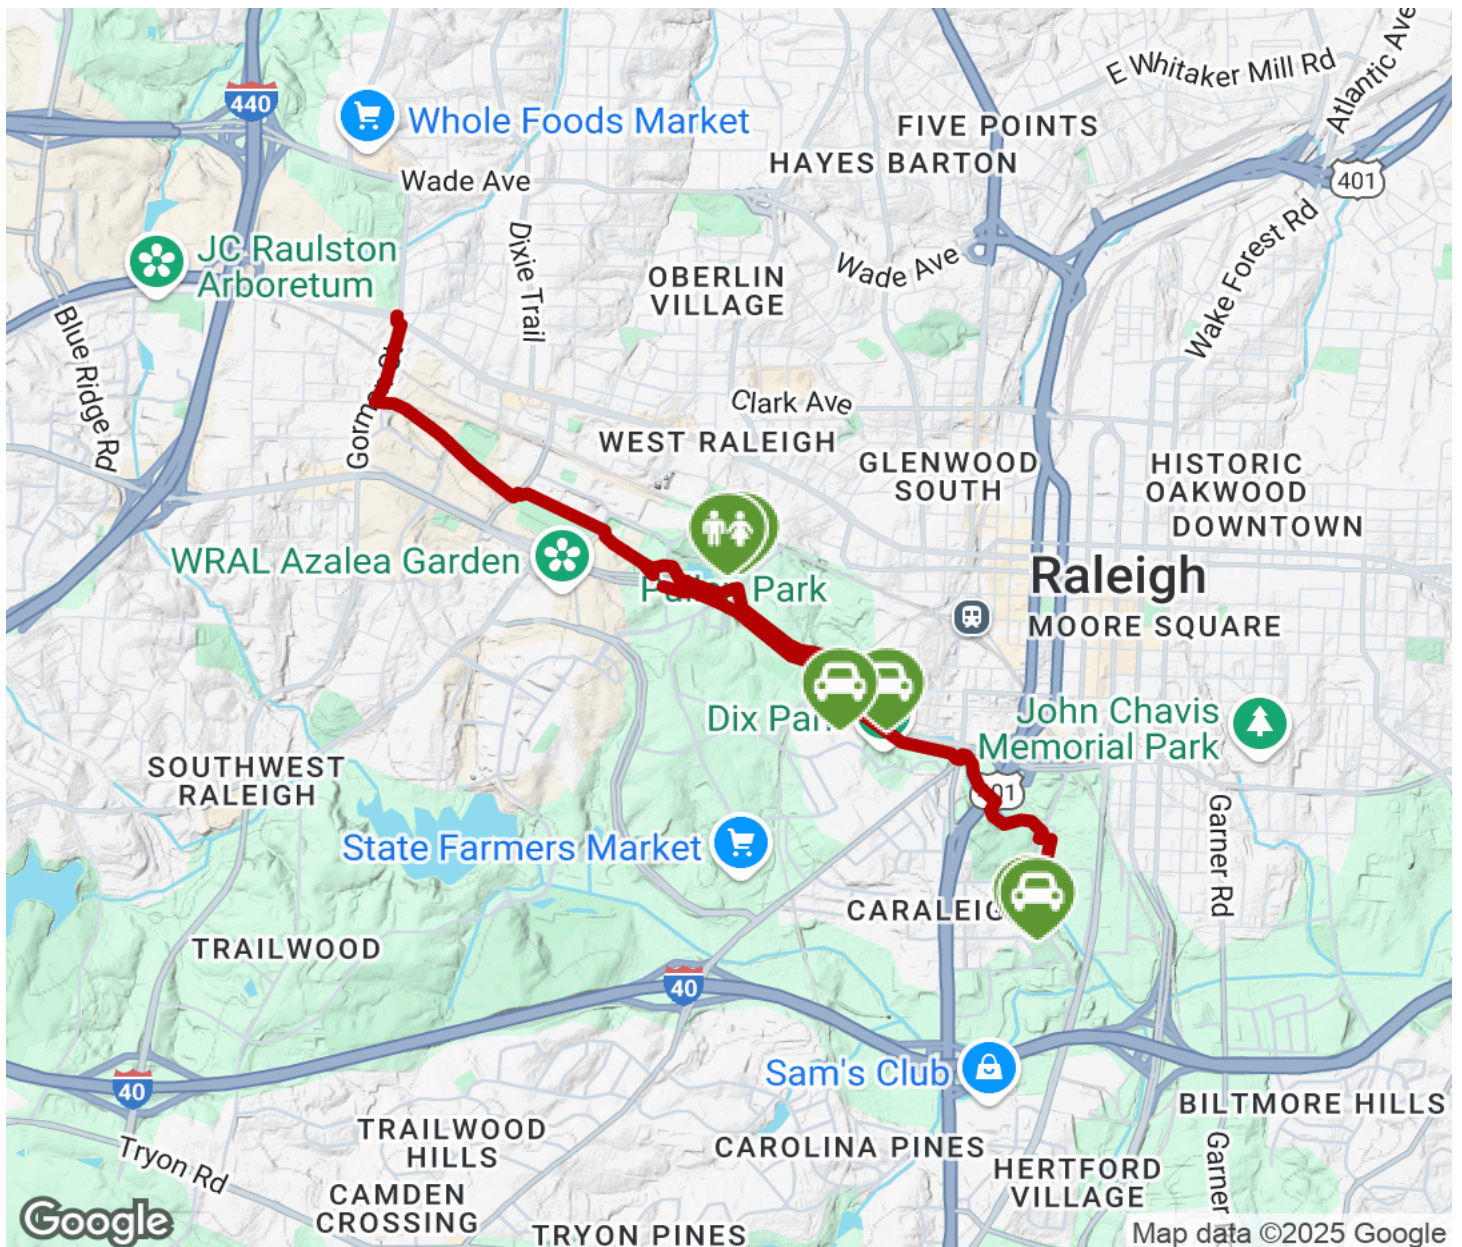 E Whitaker Mill Rd
Atlantic Ave
440
Whole Foods Market
FIVE POINTS
HAYES BARTON
401
Wade Ave
JC Raulston
Arboretum
Dixie Trail
OBERLIN
VILLAGE
Wade Ave
Wake Forest Rd
Blue Ridge Rd
Clark Ave
WEST RALEIGH
GLENWOOD
SOUTH
HISTORIC
OAKWOOD
DOWNTOWN
WRAL Azalea Garden
Park
Raleigh
MOORE SQUARE
Dix Par
John Chavis
Memorial Park
SOUTHWEST
RALEIGH
Garner Rd
State Farmers Market
CARALEIG
TRAILWOOD
40
40
Sam's Club
BILTMORE HILLS
TRAILWOOD
HILLS
CAROLINA PINES
Tryon Rd
HERTFORD
VILLAGE
Garner
CAMDEN
CROSSING
TRYON PINES
Google
Map data ©2025 Google